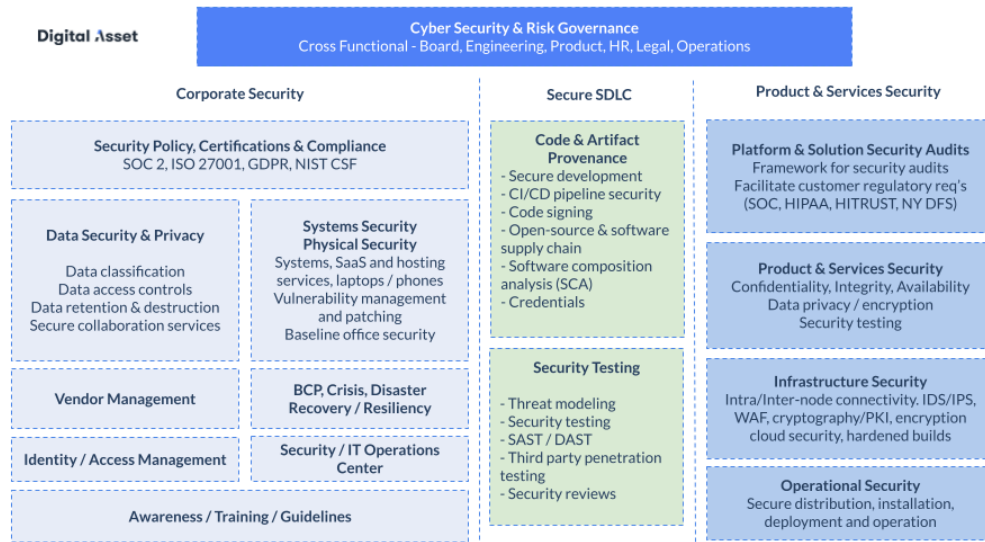 Digital Asset
Cyber Security & Risk Governance
Cross Functional - Board, Engineering, Product, HR, Legal, Operations
Corporate Security
Security Policy, Certifications & Compliance
SOC 2, ISO 27001, GDPR, NIST CSF
Data Security & Privacy
Data classification
Data access controls
Data retention & destruction
Secure collaboration services
Systems Security
Physical Security
Systems, SaaS and hosting
services, laptops / phones
Vulnerability management
and patching
Baseline office security
Vendor Management
BCP, Crisis, Disaster
Recovery / Resiliency
Identity / Access Management
Security / IT Operations
Center
Awareness / Training / Guidelines
Secure SDLC
Code & Artifact
Provenance
- Secure development
- CI/CD pipeline security
- Code signing
- Open-source & software
supply chain
- Software composition
analysis (SCA)
- Credentials
Security Testing
- Threat modeling
- Security testing
- SAST / DAST
- Third party penetration
testing
- Security reviews
Product & Services Security
Platform & Solution Security Audits
Framework for security audits
Facilitate customer regulatory req's
(SOC, HIPAA, HITRUST, NY DFS)
Product & Services Security
Confidentiality, Integrity, Availability
Data privacy / encryption
Security testing
Infrastructure Security
Intra/Inter-node connectivity. IDS/IPS,
WAF, cryptography/PKI, encryption
cloud security, hardened builds
Operational Security
Secure distribution, installation,
deployment and operation